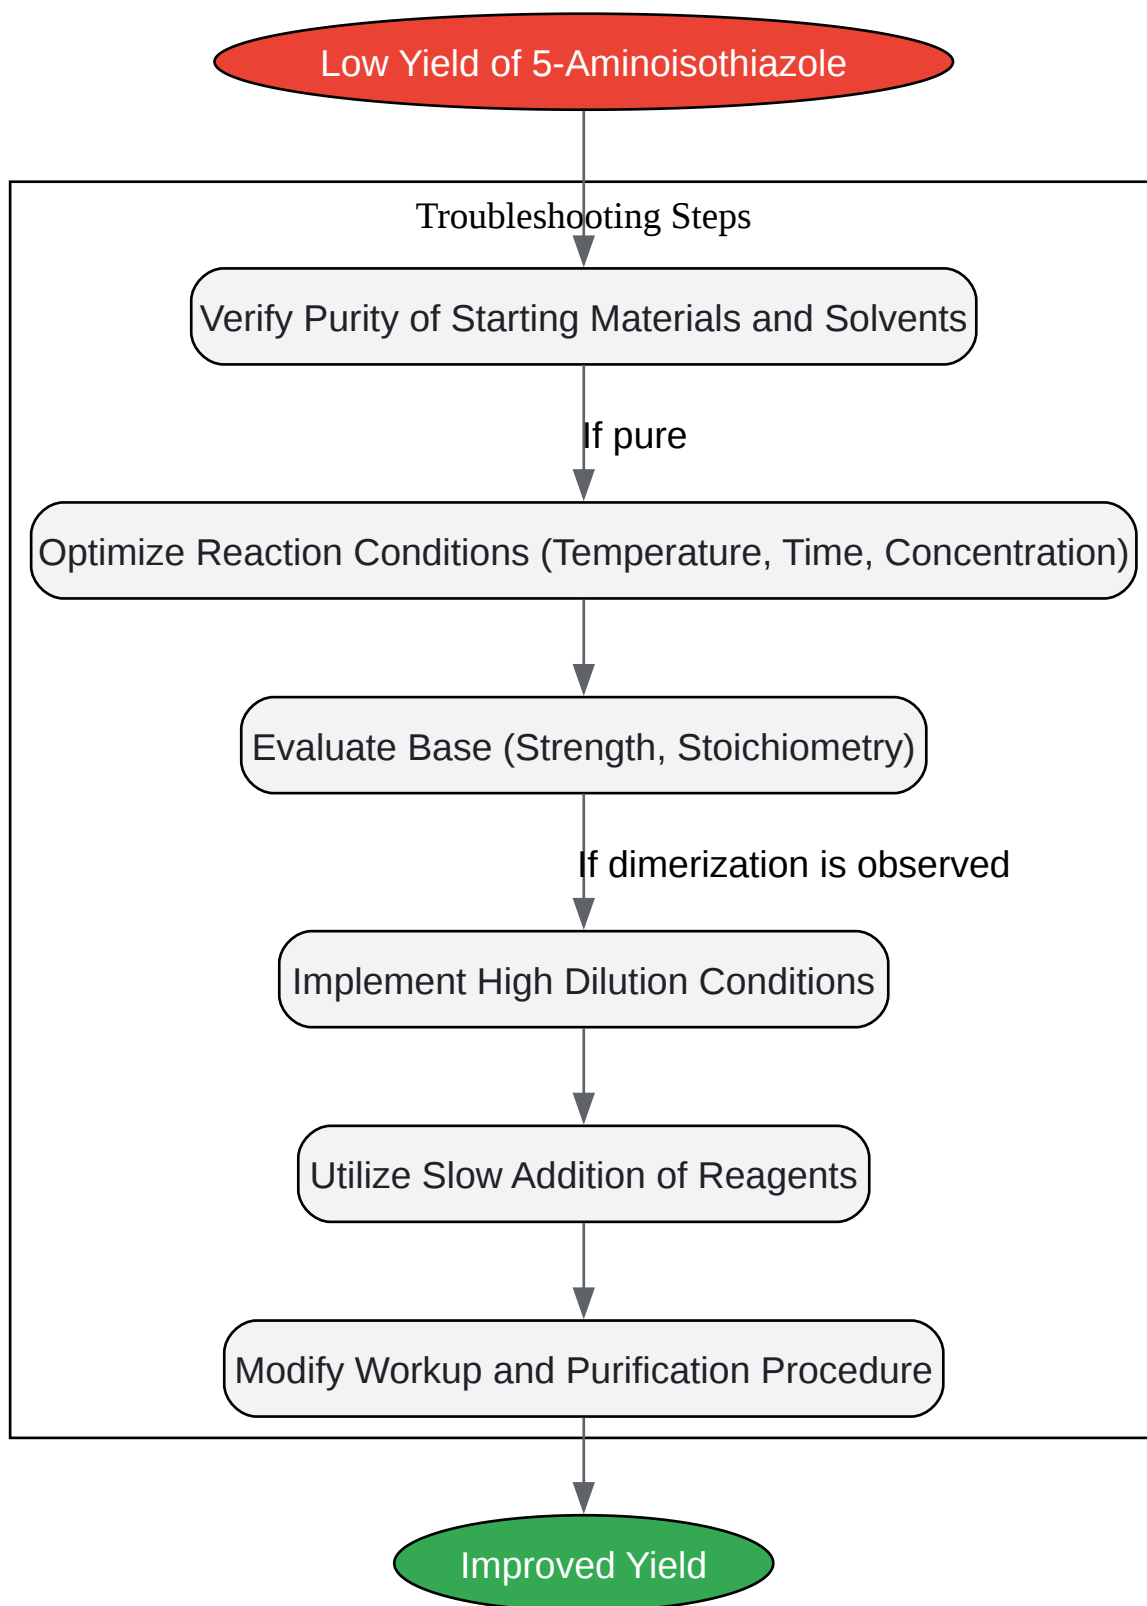 Low Yield of 5-Aminoisothiazole
Troubleshooting Steps
Verify Purity of Starting Materials and Solvents
If pure
Optimize Reaction Conditions (Temperature, Time, Concentration)
Evaluate Base (Strength, Stoichiometry)
If dimerization is observed
Implement High Dilution Conditions
Utilize Slow Addition of Reagents
Modify Workup and Purification Procedure
Improved Yield